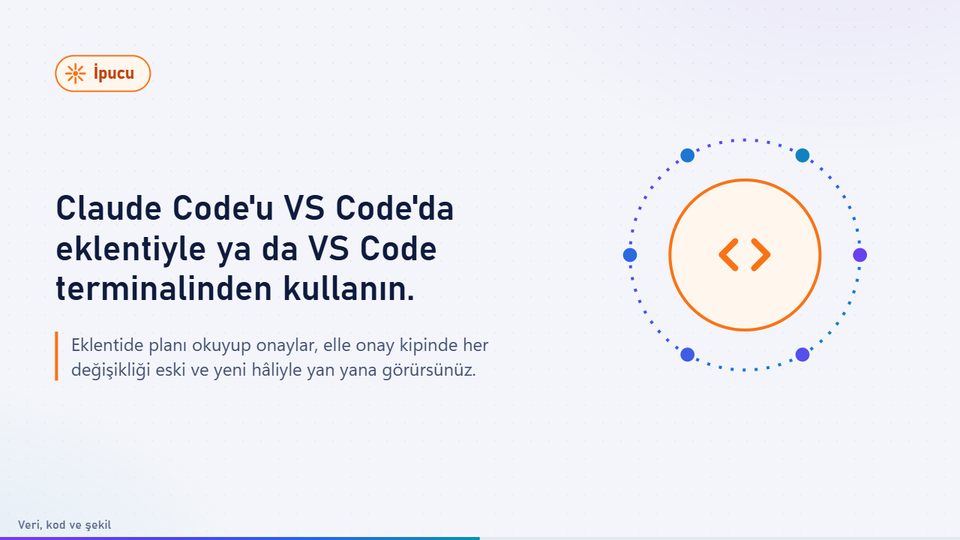 İpucu
Claude Code'u VS Code'da
eklentiyle ya da VS Code
terminalinden kullanın.
Eklentide planı okuyup onaylar, elle onay kipinde her
değişikliği eski ve yeni hâliyle yan yana görürsünüz.
Veri, kod ve şekil